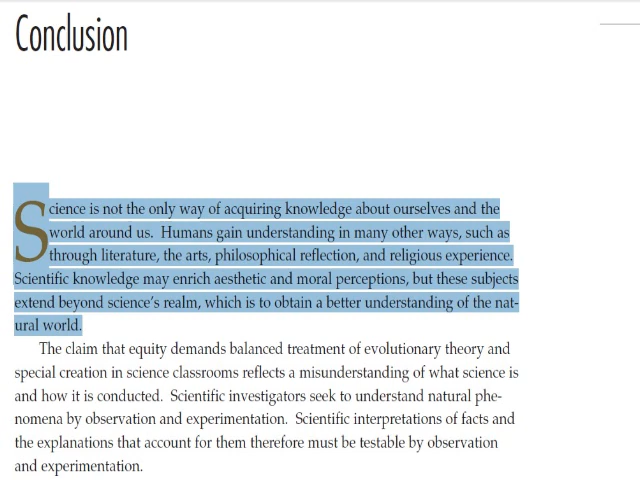 Conclusion
Science is not the only way of acquiring knowledge about ourselves and the
world around us. Humans gain understanding in many other ways, such as
through literature, the arts, philosophical reflection, and religious experience.
Scientific knowledge may enrich aesthetic and moral perceptions, but these subjects
extend beyond science's realm, which is to obtain a better understanding of the nat-
ural world.
The claim that equity demands balanced treatment of evolutionary theory and
special creation in science classrooms reflects a misunderstanding of what science is
and how it is conducted. Scientific investigators seek to understand natural phe-
nomena by observation and experimentation. Scientific interpretations of facts and
the explanations that account for them therefore must be testable by observation
and experimentation.